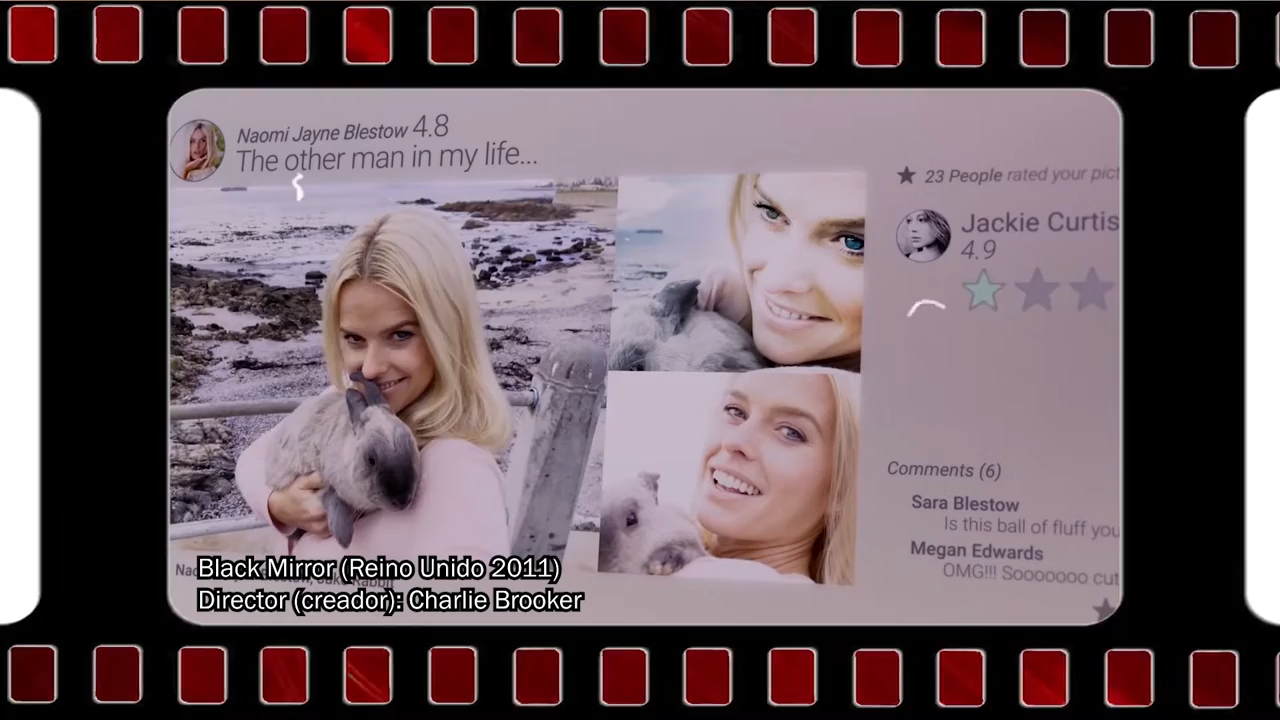 Naomi Jayne Blestow 4.8
The other man in my life...
23 People rated your pict
Jackie Curtis
4.9
Comments (6)
Sara Blestow
Is this ball of fluff you
Megan Edwards
OMG!!! Sooooooo cut
Rabbit
Black Mirror (Reino Unido 2011)
Director (creador): Charlie Brooker